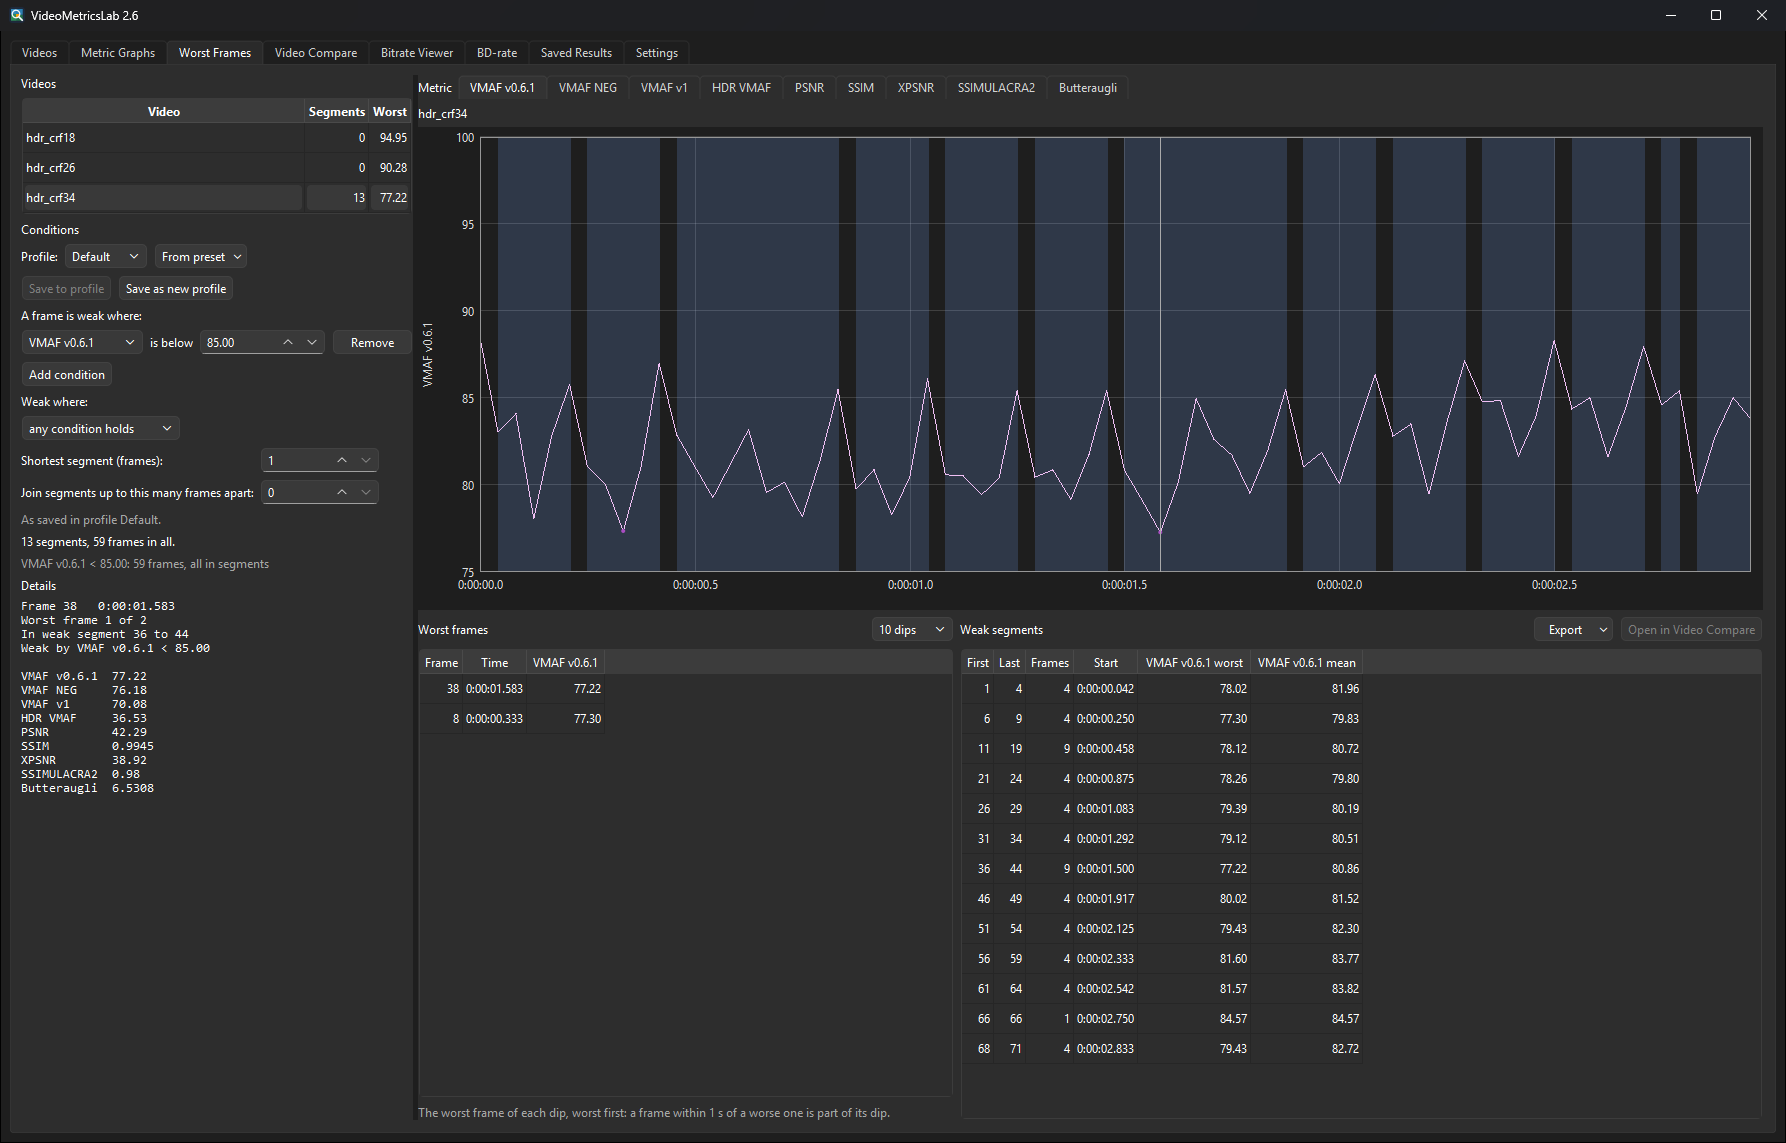 VideoMetricsLab 2.6
Videos Metric Graphs Worst Frames Video Compare Bitrate Viewer BD-rate Saved Results Settings
Videos
Video Segments Worst
hdr_crf18 0 94.95
hdr_crf26 0 90.28
hdr_crf34 13 77.22
Conditions
Profile: Default From preset
Save to profile Save as new profile
A frame is weak where:
VMAF v0.6.1 is below 85.00 Remove
Add condition
Weak where:
any condition holds
Shortest segment (frames): 1
Join segments up to this many frames apart: 0
As saved in profile Default.
13 segments, 59 frames in all.
VMAF v0.6.1 < 85.00: 59 frames, all in segments
Details
Frame 38 0:00:01.583
Worst frame 1 of 2
In weak segment 36 to 44
Weak by VMAF v0.6.1 < 85.00
VMAF v0.6.1 77.22
VMAF NEG 76.18
VMAF v1 70.08
HDR VMAF 36.53
PSNR 42.29
SSIM 0.9945
XPSNR 38.92
SSIMULACRA2 0.98
Butteraugli 6.5308
Metric VMAF v0.6.1 VMAF NEG VMAF v1 HDR VMAF PSNR SSIM XPSNR SSIMULACRA2 Butteraugli
hdr_crf34
VMAF v0.6.1
100
95
90
85
80
75
0:00:00.0 0:00:00.5 0:00:01.0 0:00:01.5 0:00:02.0 0:00:02.5
Worst frames 10 dips
Frame Time VMAF v0.6.1
38 0:00:01.583 77.22
8 0:00:00.333 77.30
The worst frame of each dip, worst first: a frame within 1 s of a worse one is part of its dip.
Weak segments Export Open in Video Compare
First Last Frames Start VMAF v0.6.1 worst VMAF v0.6.1 mean
1 4 4 0:00:00.042 78.02 81.96
6 9 4 0:00:00.250 77.30 79.83
11 19 9 0:00:00.458 78.12 80.72
21 24 4 0:00:00.875 78.26 79.80
26 29 4 0:00:01.083 79.39 80.19
31 34 4 0:00:01.292 79.12 80.51
36 44 9 0:00:01.500 77.22 80.86
46 49 4 0:00:01.917 80.02 81.52
51 54 4 0:00:02.125 79.43 82.30
56 59 4 0:00:02.333 81.60 83.77
61 64 4 0:00:02.542 81.57 83.82
66 66 1 0:00:02.750 84.57 84.57
68 71 4 0:00:02.833 79.43 82.72